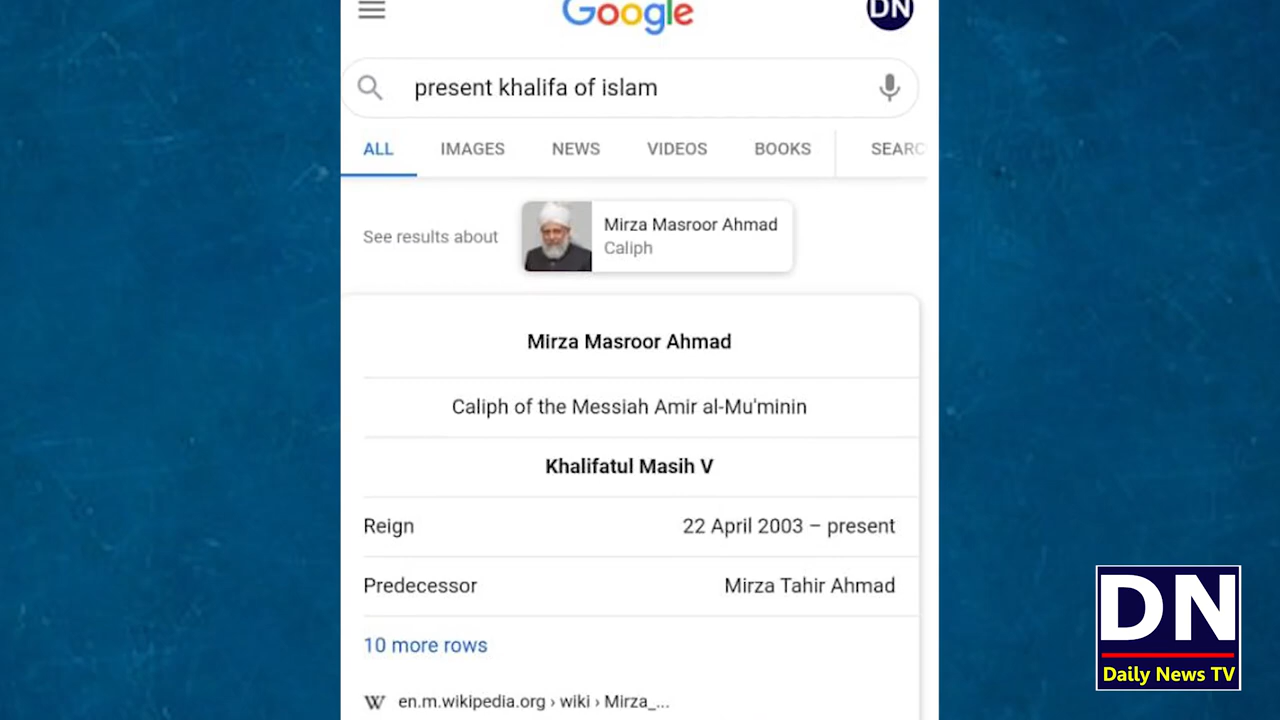 Google
DN
present khalifa of islam
ALL IMAGES NEWS VIDEOS BOOKS SEARC
See results about
Mirza Masroor Ahmad
Caliph
Mirza Masroor Ahmad
Caliph of the Messiah Amir al-Mu'minin
Khalifatul Masih V
Reign 22 April 2003 – present
Predecessor Mirza Tahir Ahmad
10 more rows
W en.m.wikipedia.org › wiki › Mirza_...
DN
Daily News TV